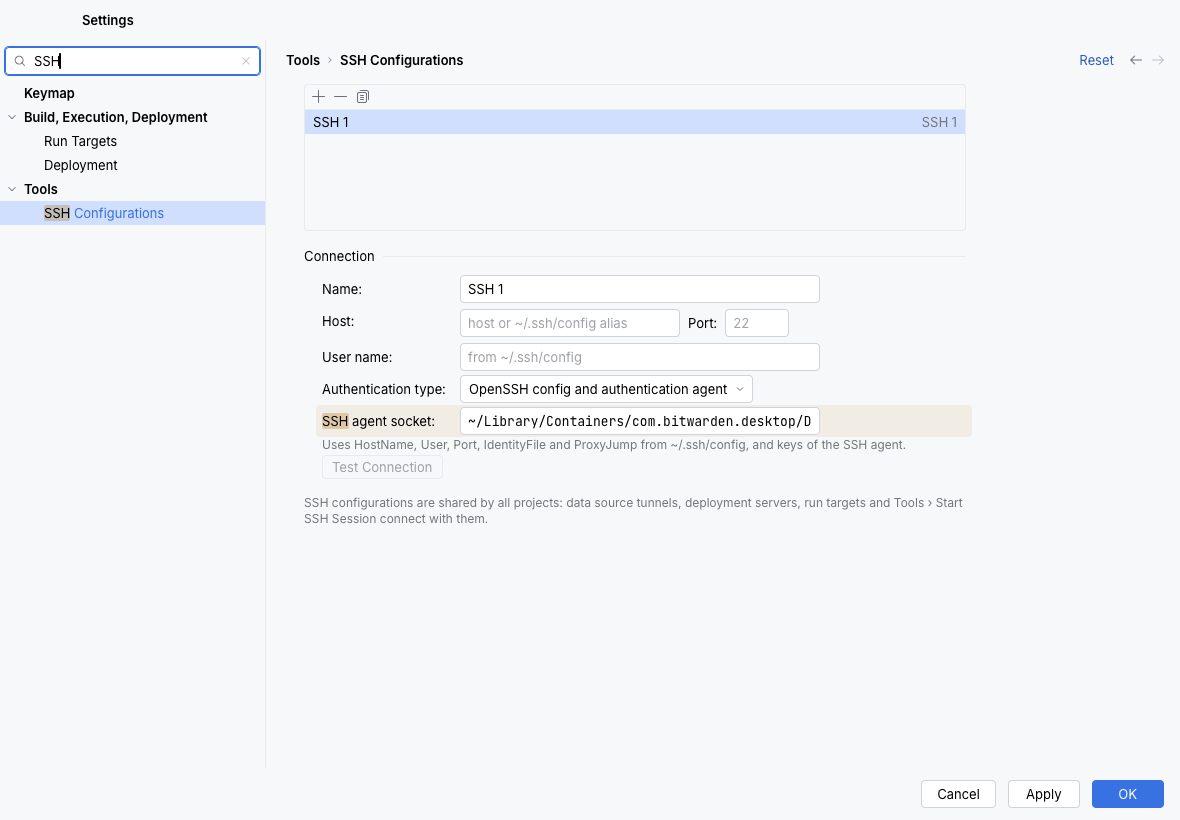 Settings
SSH
Keymap
Build, Execution, Deployment
Run Targets
Deployment
Tools
SSH Configurations
Tools › SSH Configurations
Reset
SSH 1 SSH 1
Connection
Name: SSH 1
Host: host or ~/.ssh/config alias Port: 22
User name: from ~/.ssh/config
Authentication type: OpenSSH config and authentication agent
SSH agent socket: ~/Library/Containers/com.bitwarden.desktop/D
Uses HostName, User, Port, IdentityFile and ProxyJump from ~/.ssh/config, and keys of the SSH agent.
Test Connection
SSH configurations are shared by all projects: data source tunnels, deployment servers, run targets and Tools › Start
SSH Session connect with them.
Cancel Apply OK